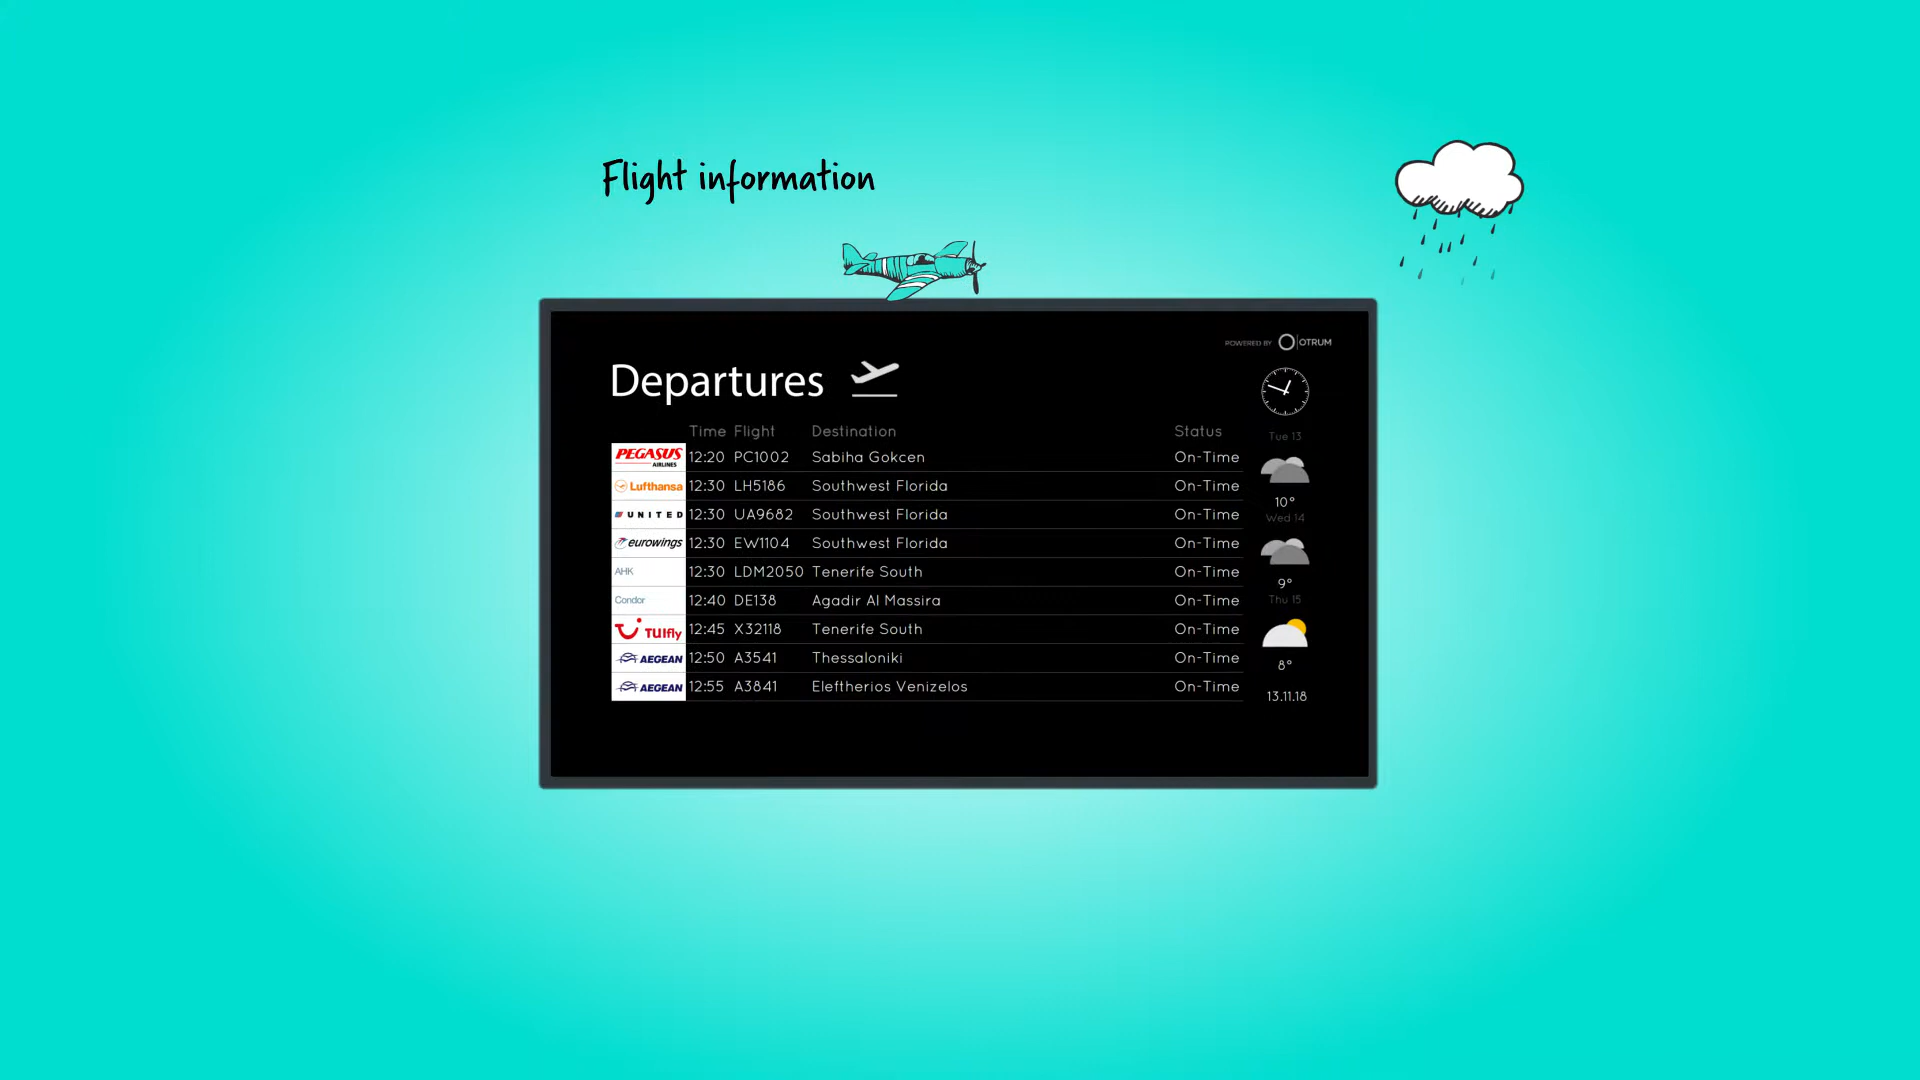 Flight information
POWERED BY OTRUM
Departures
Time Flight Destination Status
PEGASUS AIRLINES 12:20 PC1002 Sabiha Gokcen On-Time
Lufthansa 12:30 LH5186 Southwest Florida On-Time
UNITED 12:30 UA9682 Southwest Florida On-Time
eurowings 12:30 EW1104 Southwest Florida On-Time
AHK 12:30 LDM2050 Tenerife South On-Time
Condor 12:40 DE138 Agadir Al Massira On-Time
TUIfly 12:45 X32118 Tenerife South On-Time
AEGEAN 12:50 A3541 Thessaloniki On-Time
AEGEAN 12:55 A3841 Eleftherios Venizelos On-Time
Tue 13
10°
Wed 14
9°
Thu 15
8°
13.11.18